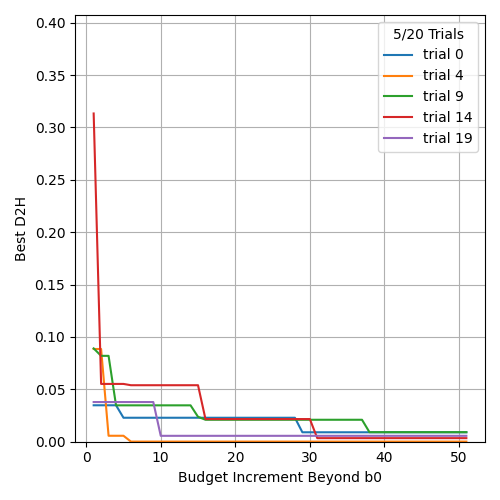 5/20 Trials
trial 0
trial 4
trial 9
trial 14
trial 19
Best D2H
0.40
0.35
0.30
0.25
0.20
0.15
0.10
0.05
0.00
0 10 20 30 40 50
Budget Increment Beyond b0